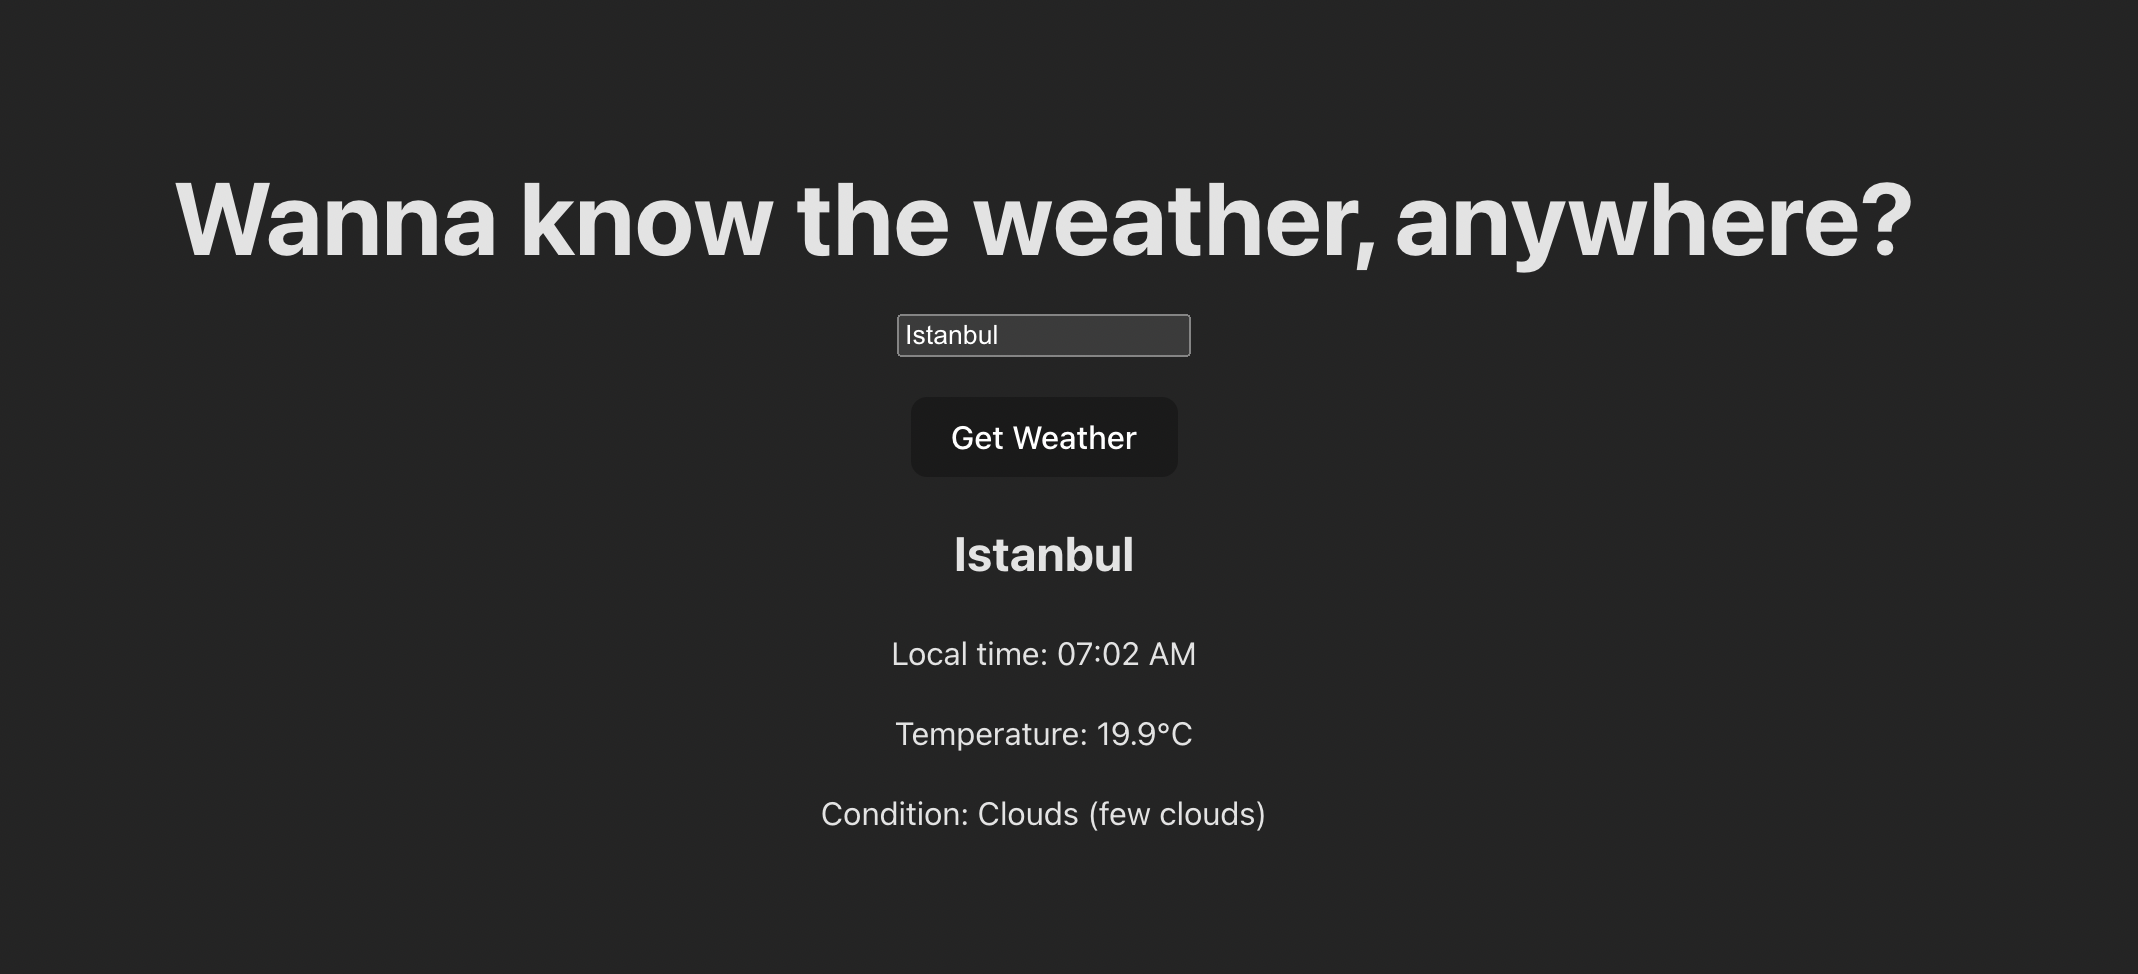 Wanna know the weather, anywhere?
Istanbul
Get Weather
Istanbul
Local time: 07:02 AM
Temperature: 19.9°C
Condition: Clouds (few clouds)